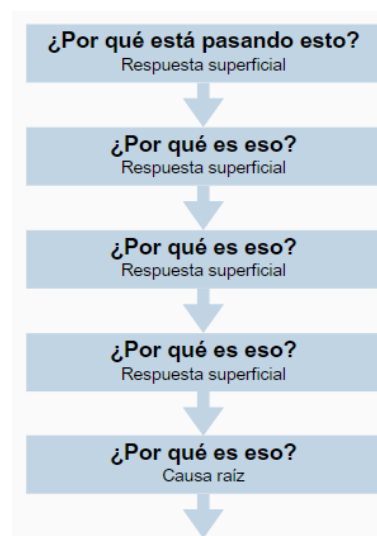 ¿Por qué está pasando esto?
Respuesta superficial
¿Por qué es eso?
Respuesta superficial
¿Por qué es eso?
Respuesta superficial
¿Por qué es eso?
Respuesta superficial
¿Por qué es eso?
Causa raíz